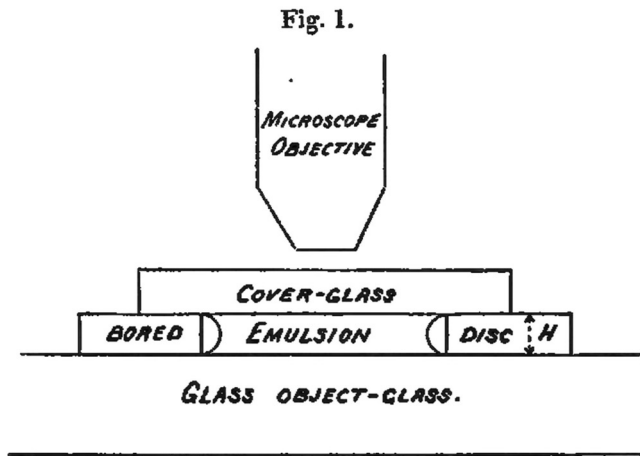 Fig. 1.
MICROSCOPE
OBJECTIVE
COVER-GLASS
BORED EMULSION DISC H
GLASS OBJECT-GLASS.